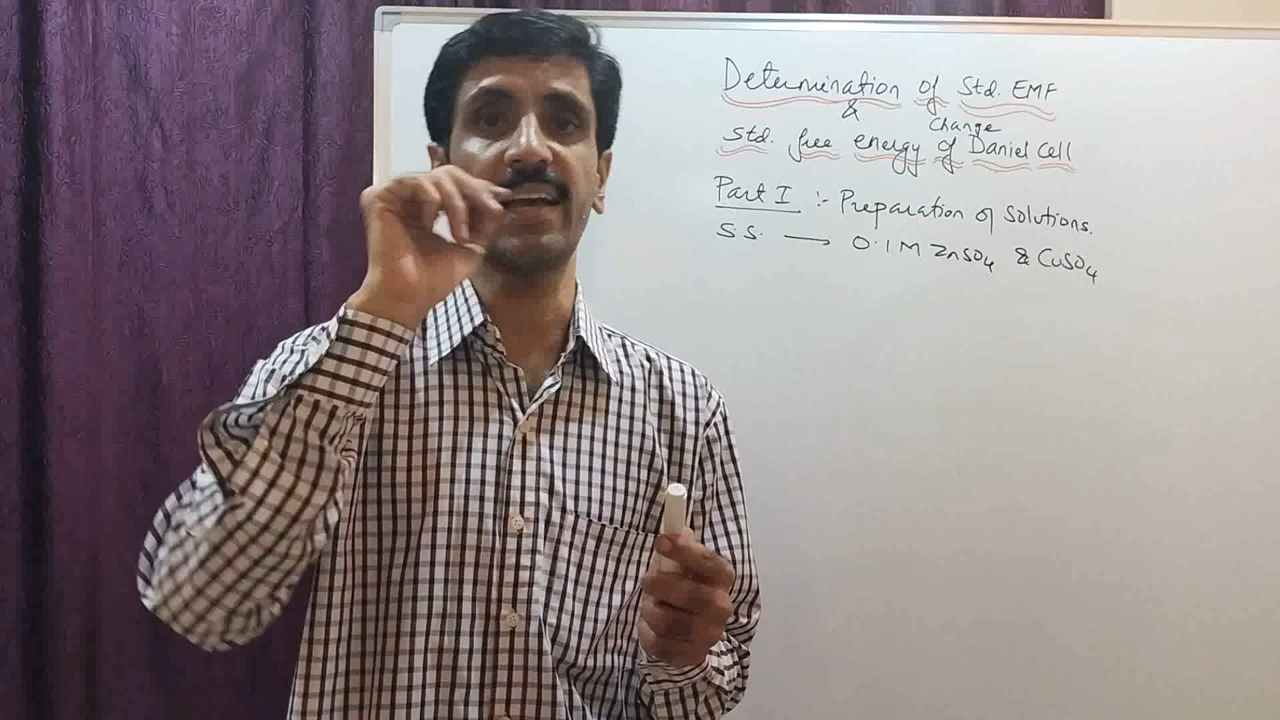 Determination of Std. EMF
&
Std. free energy Change of Daniel Cell
Part I :- Preparation of Solutions.
S S. → 0.1 M ZnSO₄ & CuSO₄